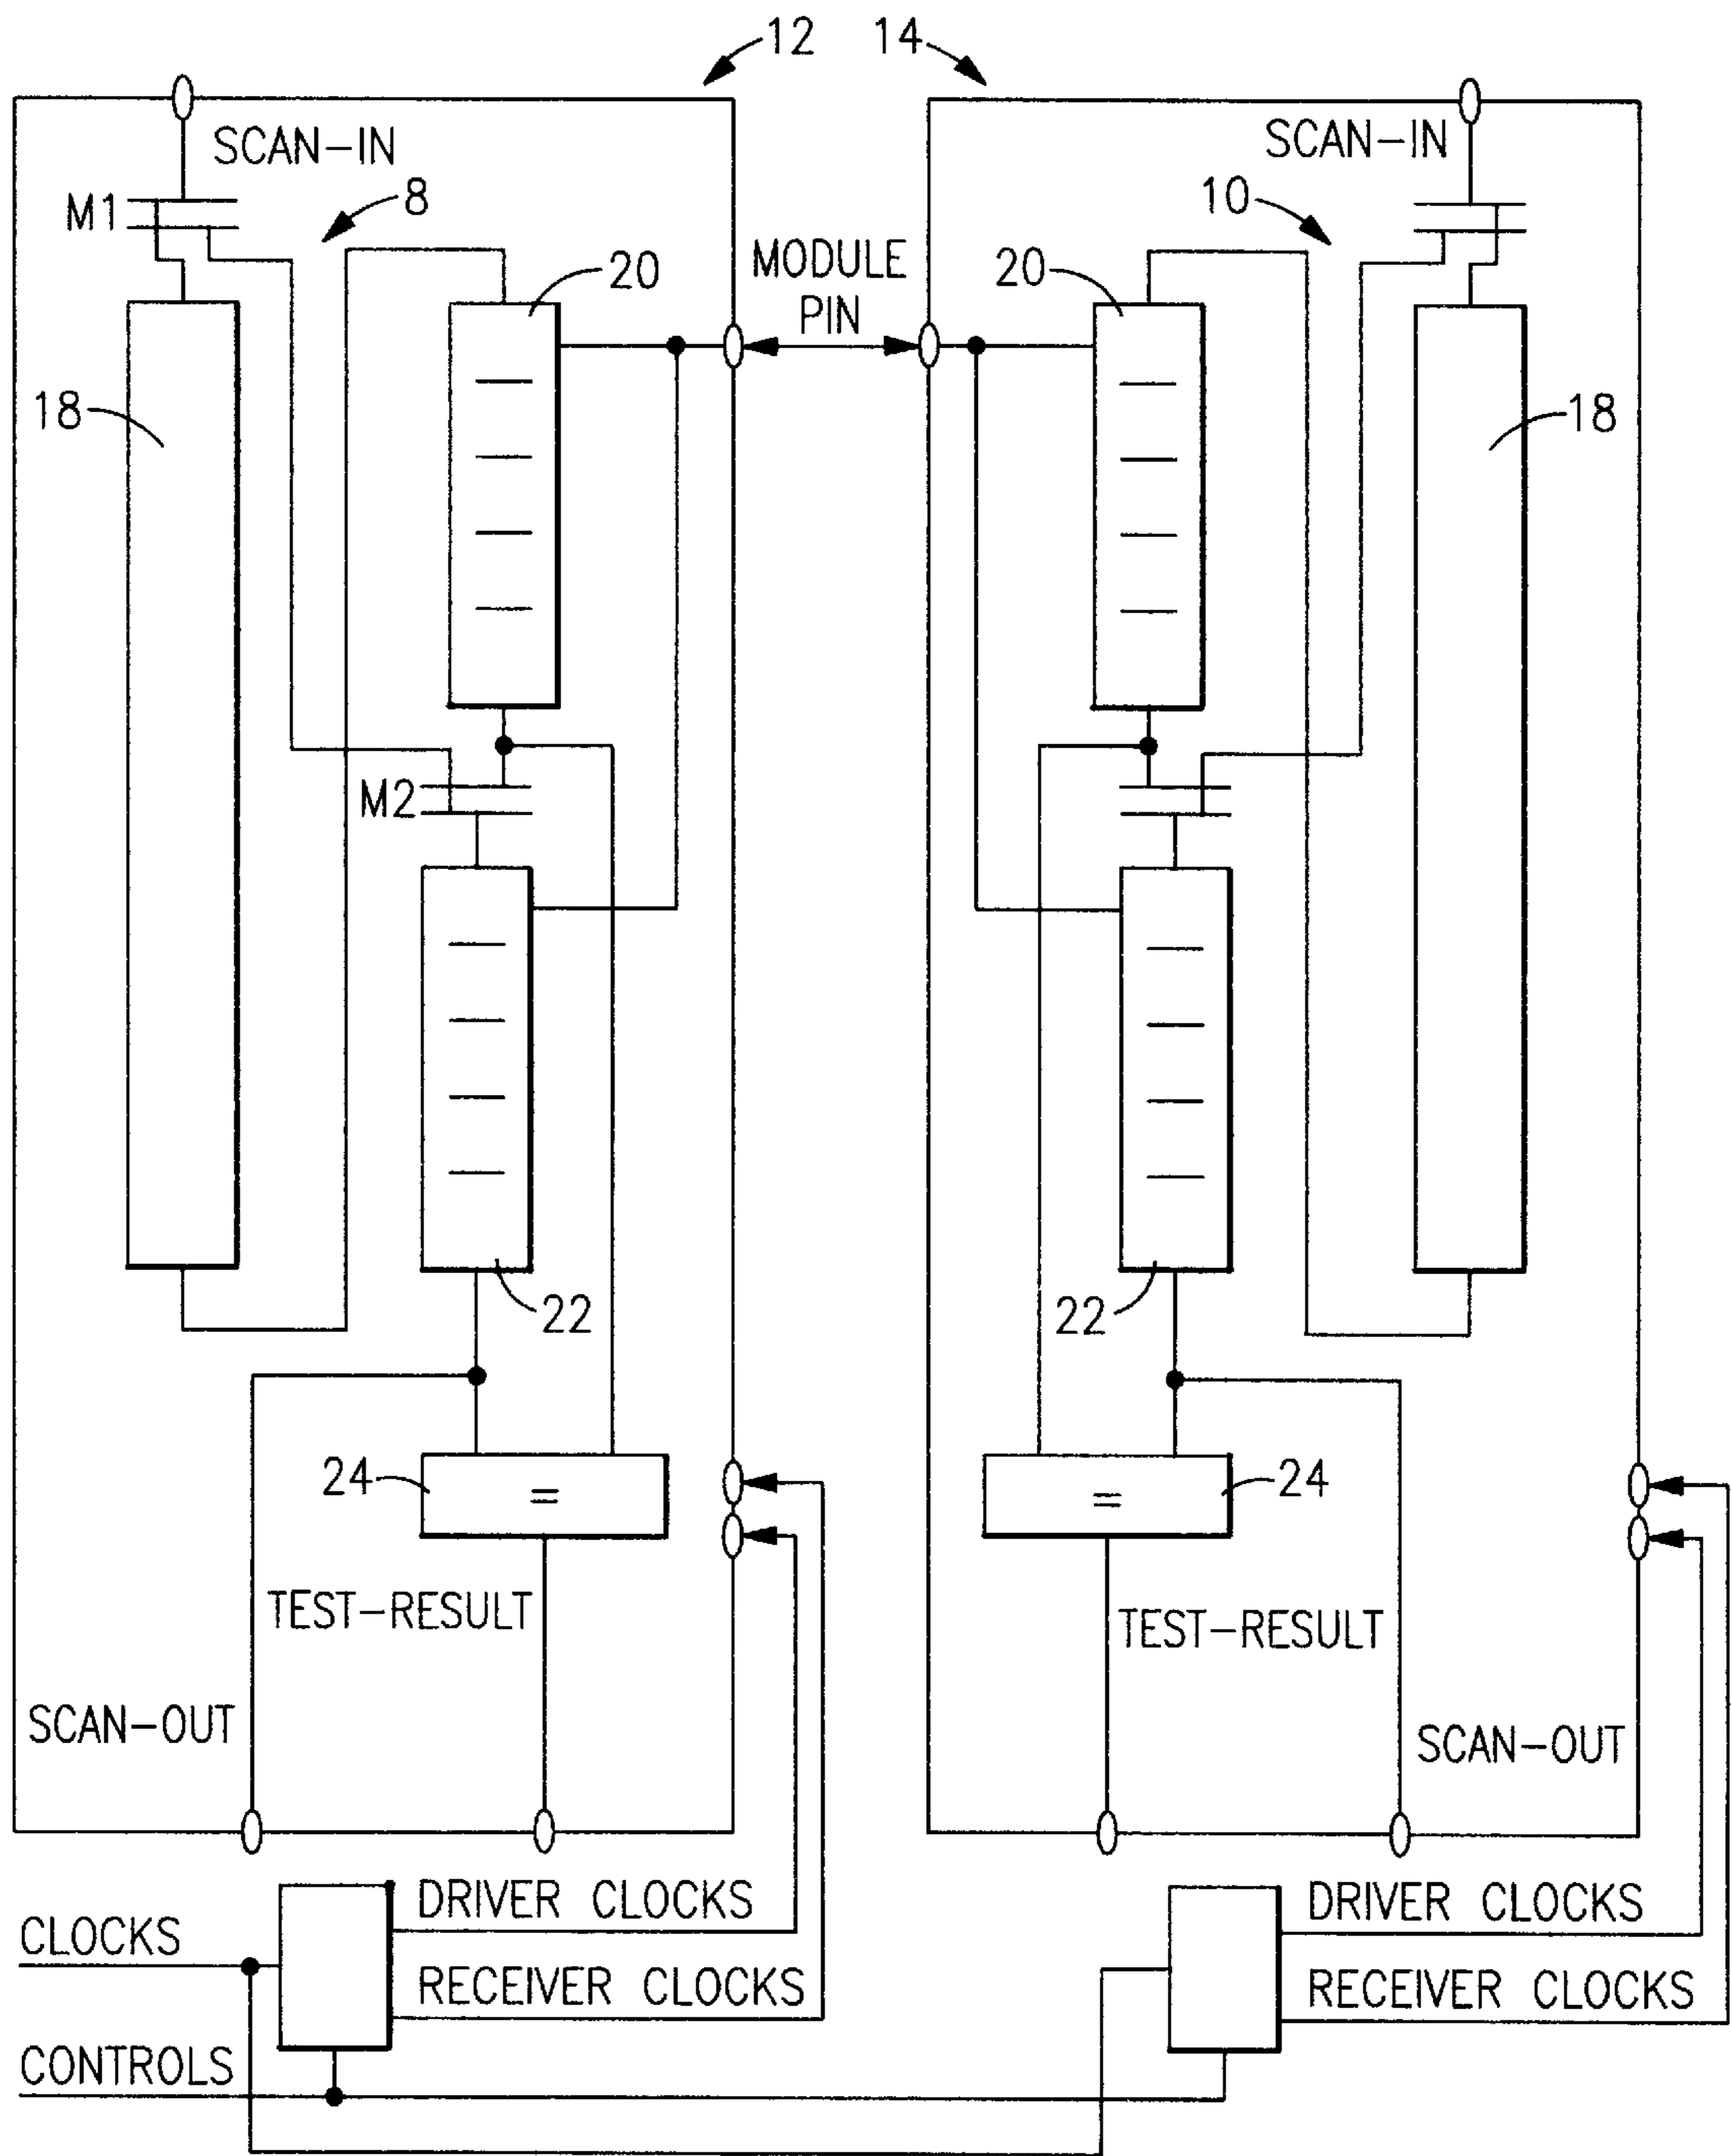 12
14
SCAN-IN
SCAN-IN
M1
8
10
20
MODULE
PIN
20
18
18
M2
22
22
24
=
=
24
TEST-RESULT
TEST-RESULT
SCAN-OUT
SCAN-OUT
DRIVER CLOCKS
DRIVER CLOCKS
CLOCKS
RECEIVER CLOCKS
RECEIVER CLOCKS
CONTROLS